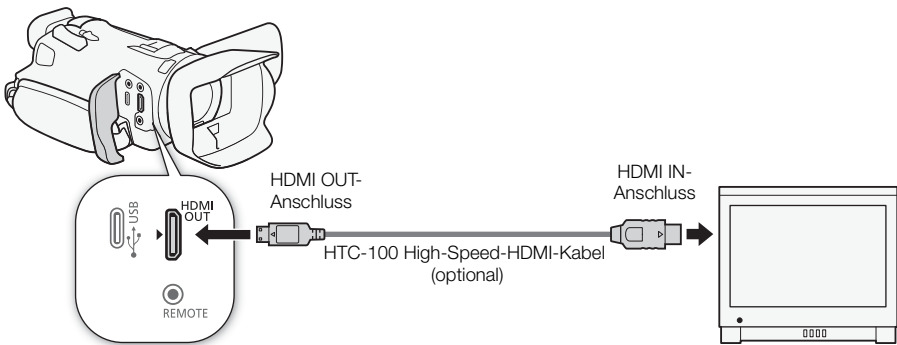 HDMI OUT-
Anschluss
HDMI IN-
Anschluss
USB
HDMI
OUT
HTC-100 High-Speed-HDMI-Kabel
(optional)
REMOTE